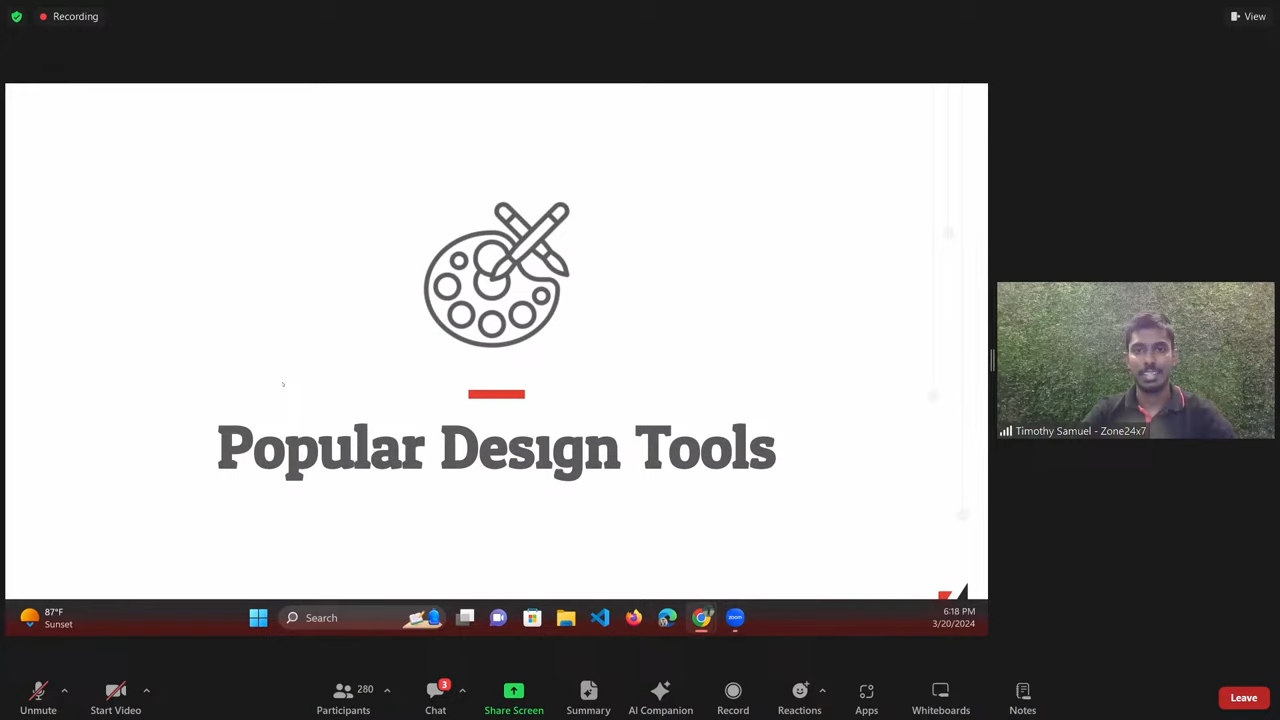 Recording
View
Popular Design Tools
Timothy Samuel - Zone24x7
87°F
Sunset
Search
zoom
6:18 PM
3/20/2024
Unmute
Start Video
280
Participants
3
Chat
Share Screen
Summary
AI Companion
Record
Reactions
Apps
Whiteboards
Notes
Leave